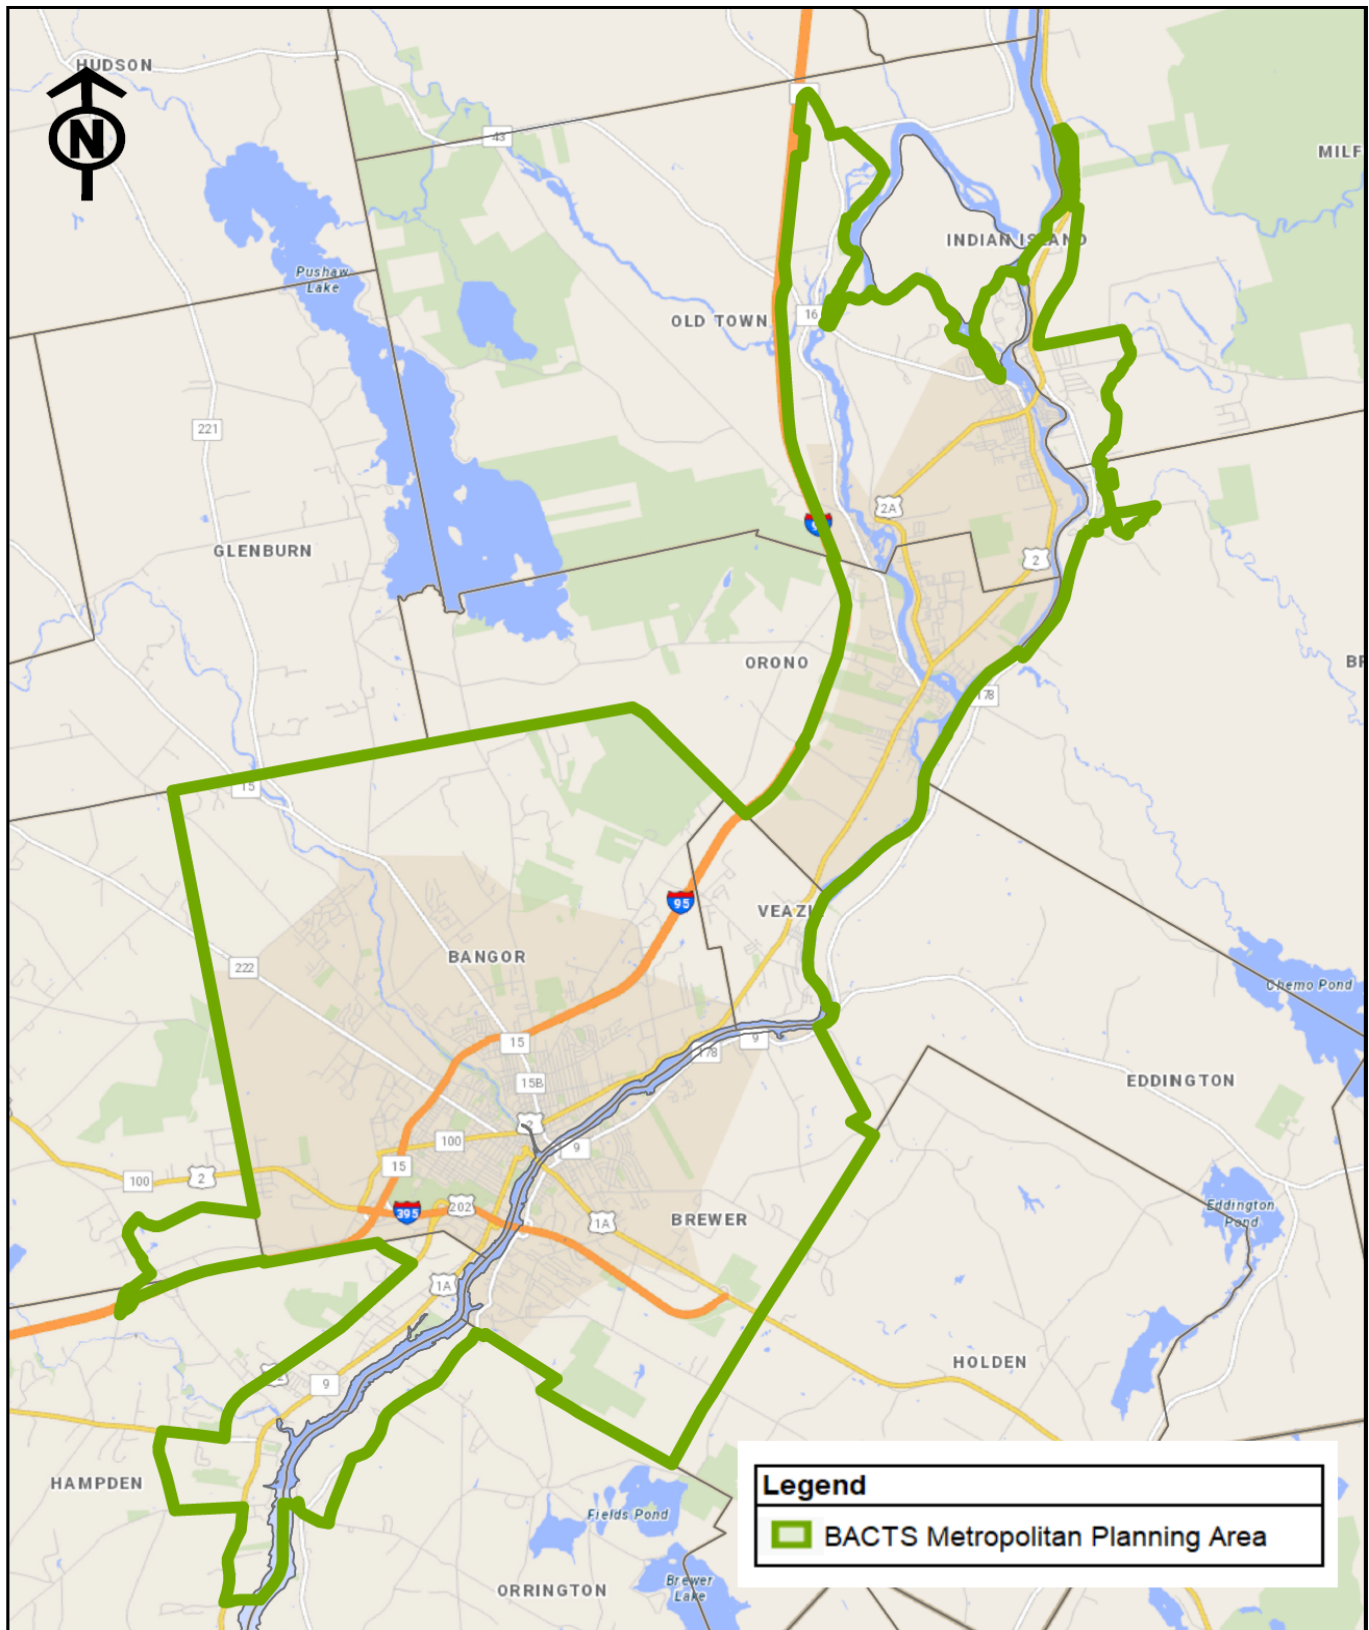 HUDSON
N
43
MILF
INDIAN ISLAND
Pushaw
Lake
OLD TOWN
16
221
2A
GLENBURN
2
ORONO
178
15
95
VEAZI
BANGOR
222
Chemo Pond
15
178
9
15B
EDDINGTON
2
100
9
15
100
2
Eddington
Pond
395
202
1A
BREWER
1A
HOLDEN
9
HAMPDEN
Legend
BACTS Metropolitan Planning Area
Fields Pond
Brewer
Lake
ORRINGTON